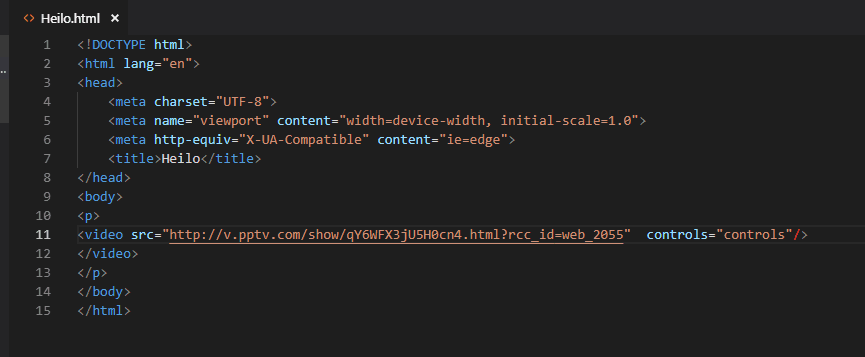 <> Heilo.html ×
1 <!DOCTYPE html>
2 <html lang="en">
3 <head>
4     <meta charset="UTF-8">
5     <meta name="viewport" content="width=device-width, initial-scale=1.0">
6     <meta http-equiv="X-UA-Compatible" content="ie=edge">
7     <title>Heilo</title>
8 </head>
9 <body>
10 <p>
11 <video src="http://v.pptv.com/show/qY6WFX3jU5H0cn4.html?rcc_id=web_2055"  controls="controls"/>
12 </video>
13 </p>
14 </body>
15 </html>